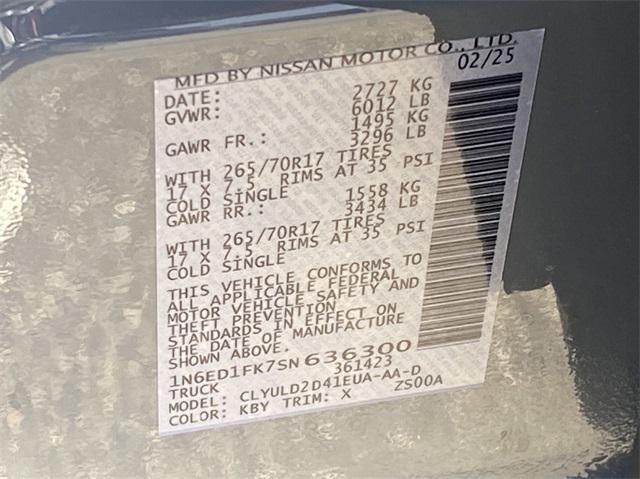 MFD BY NISSAN MOTOR CO., LTD.
DATE: 02/25
GVWR: 2727 KG
6012 LB
GAWR FR.: 1495 KG
3296 LB
WITH 265/70R17 TIRES
17 X 7.5 RIMS AT 35 PSI
COLD SINGLE
GAWR RR.: 1558 KG
3434 LB
WITH 265/70R17 TIRES
17 X 7.5 RIMS AT 35 PSI
COLD SINGLE
THIS VEHICLE CONFORMS TO
ALL APPLICABLE FEDERAL
MOTOR VEHICLE SAFETY AND
THEFT PREVENTION
STANDARDS IN EFFECT ON
THE DATE OF MANUFACTURE
SHOWN ABOVE.
1N6ED1FK7SN636300
TRUCK 361423
MODEL: CLYULD2D41EUA-AA-D
COLOR: KBY TRIM: X ZS00A